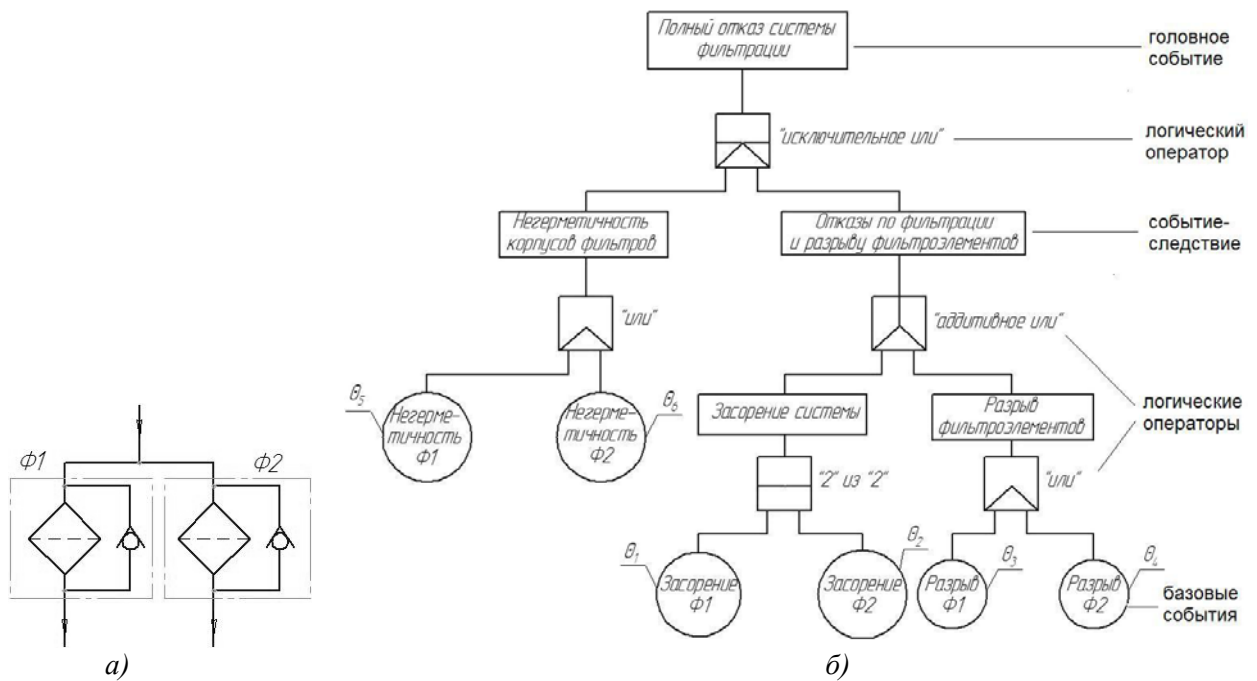 Полный отказ системы
фильтрации
головное
событие
"исключительное или"
логический
оператор
Негерметичность
корпусов фильтров
Отказы по фильтрации
и разрыву фильтроэлементов
событие-
следствие
"или"
"аддитивное или"
θ5
Негерме-
тичность
Ф1
Негерме-
тичность
Ф2
θ6
Засорение системы
Разрыв
фильтроэлементов
логические
операторы
Ф1
Ф2
"2" из "2"
"или"
θ1
Засорение
Ф1
θ2
Засорение
Ф2
θ3
Разрыв
Ф1
θ4
Разрыв
Ф2
базовые
события
а)
б)